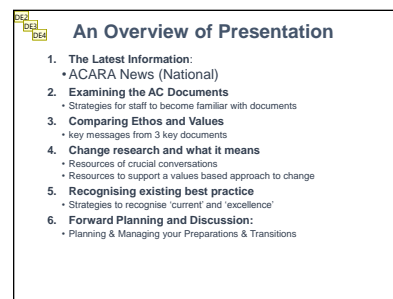 DE2
DE3
DE4
An Overview of Presentation
1. The Latest Information:
• ACARA News (National)
2. Examining the AC Documents
• Strategies for staff to become familiar with documents
3. Comparing Ethos and Values
• key messages from 3 key documents
4. Change research and what it means
• Resources of crucial conversations
• Resources to support a values based approach to change
5. Recognising existing best practice
• Strategies to recognise ‘current’ and ‘excellence’
6. Forward Planning and Discussion:
• Planning & Managing your Preparations & Transitions